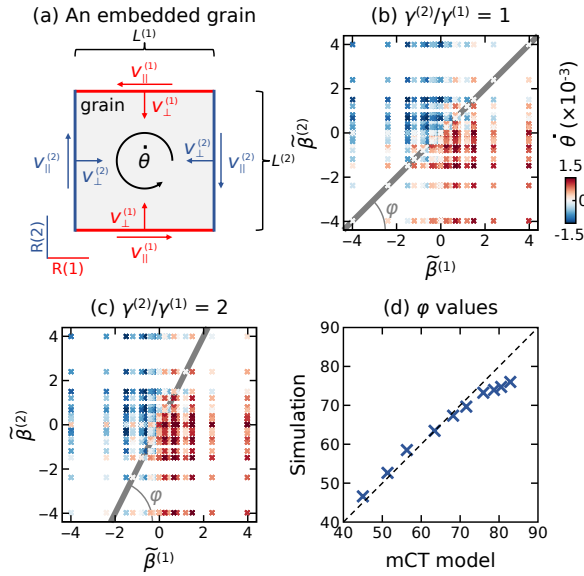 (a) An embedded grain
L⁽¹⁾
v∥⁽¹⁾
grain
v⊥⁽¹⁾
v∥⁽²⁾
v⊥⁽²⁾
θ̇
v⊥⁽²⁾
v∥⁽²⁾
L⁽²⁾
v⊥⁽¹⁾
v∥⁽¹⁾
R(2)
R(1)
(b) γ⁽²⁾/γ⁽¹⁾ = 1
4
2
0
−2
−4
β̃⁽²⁾
φ
−4 −2 0 2 4
β̃⁽¹⁾
θ̇ (×10⁻³)
1.5
0
-1.5
(c) γ⁽²⁾/γ⁽¹⁾ = 2
4
2
0
−2
−4
β̃⁽²⁾
φ
−4 −2 0 2 4
β̃⁽¹⁾
(d) φ values
90
80
70
60
50
40
Simulation
40 50 60 70 80 90
mCT model